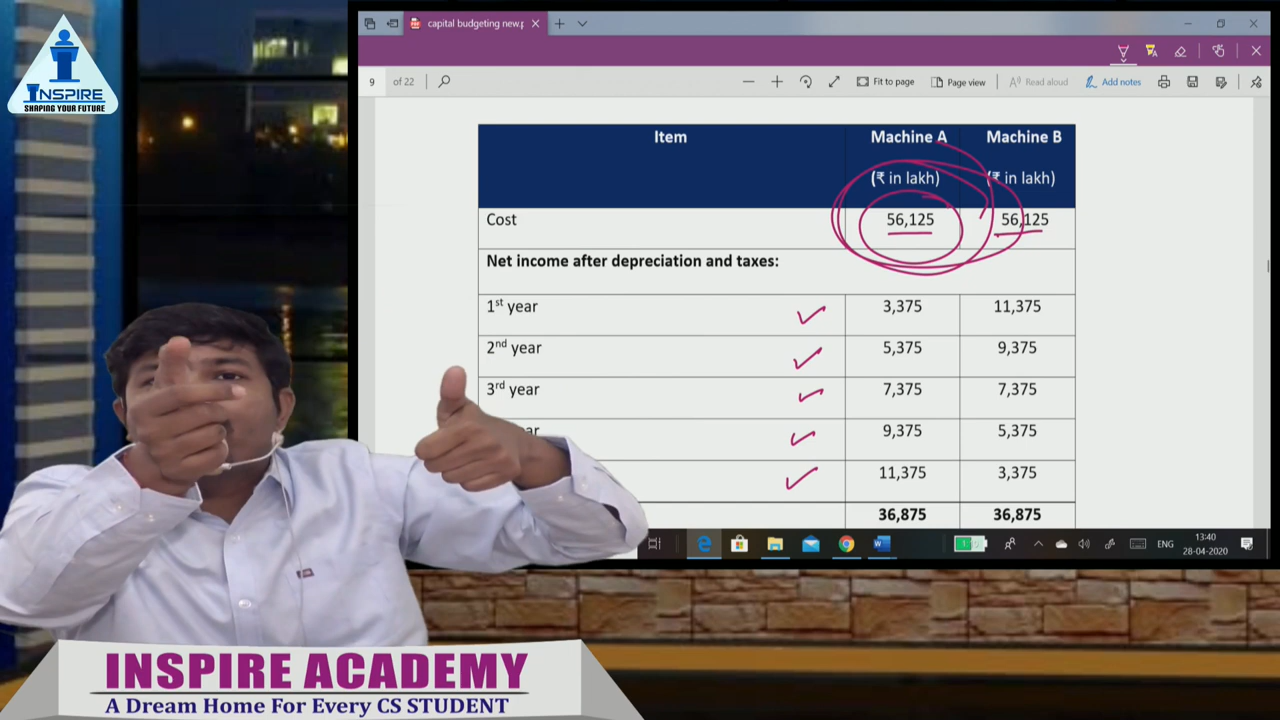 INSPIRE
SHAPING YOUR FUTURE
capital budgeting new.p
9 of 22
Fit to page
Page view
Read aloud
Add notes
Item Machine A Machine B
(₹ in lakh) (₹ in lakh)
Cost 56,125 56,125
Net income after depreciation and taxes:
1st year 3,375 11,375
2nd year 5,375 9,375
3rd year 7,375 7,375
ar 9,375 5,375
11,375 3,375
36,875 36,875
ENG
13:40
28-04-2020
INSPIRE ACADEMY
A Dream Home For Every CS STUDENT